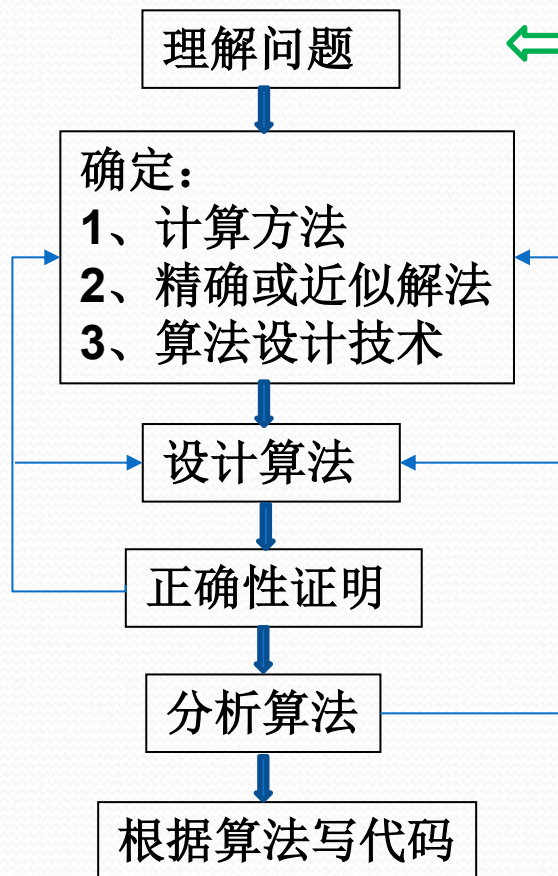 理解问题
确定：
1、计算方法
2、精确或近似解法
3、算法设计技术
设计算法
正确性证明
分析算法
根据算法写代码